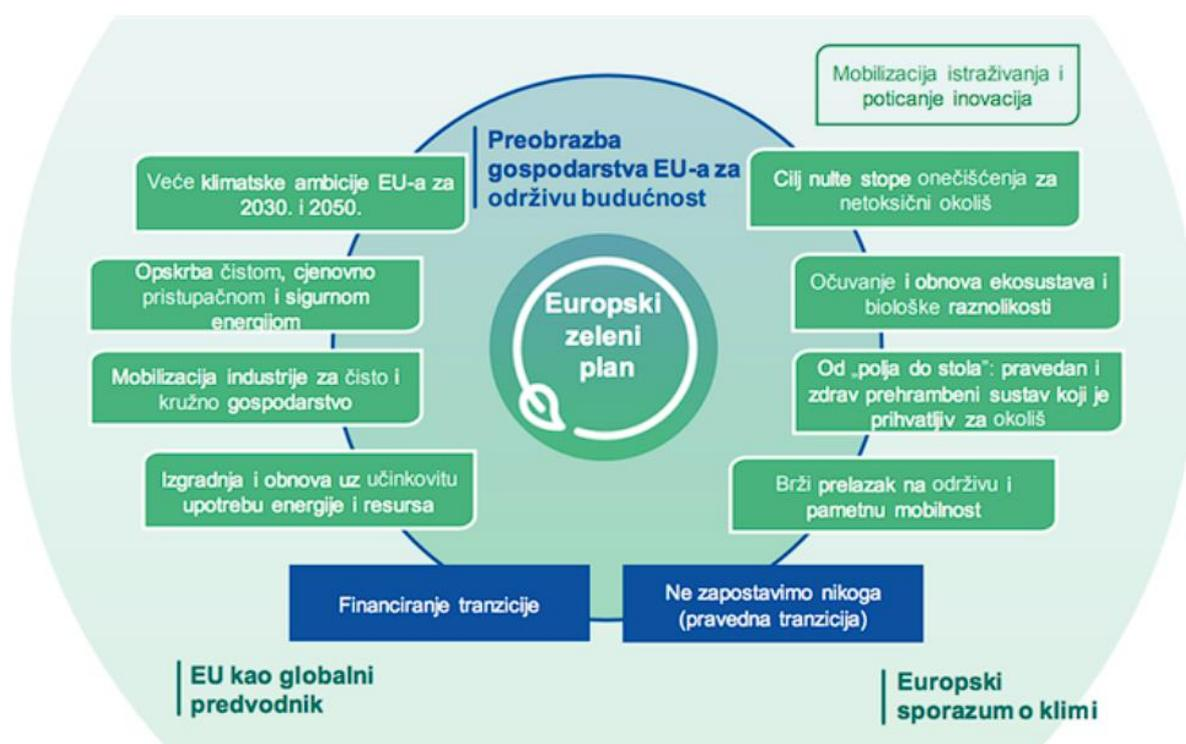 Mobilizacija istraživanja i
poticanje inovacija
Preobrazba
gospodarstva EU-a za
održivu budućnost
Veće klimatske ambicije EU-a za
2030. i 2050.
Cilj nulte stope onečišćenja za
netoksični okoliš
Opskrba čistom, cjenovno
pristupačnom i sigurnom
energijom
Europski
zeleni
plan
Očuvanje i obnova ekosustava i
biološke raznolikosti
Mobilizacija industrije za čisto i
kružno gospodarstvo
Od „polja do stola”: pravedan i
zdrav prehrambeni sustav koji je
prihvatljiv za okoliš
Izgradnja i obnova uz učinkovitu
upotrebu energije i resursa
Brži prelazak na održivu i
pametnu mobilnost
Financiranje tranzicije
Ne zapostavimo nikoga
(pravedna tranzicija)
EU kao globalni
predvodnik
Europski
sporazum o klimi